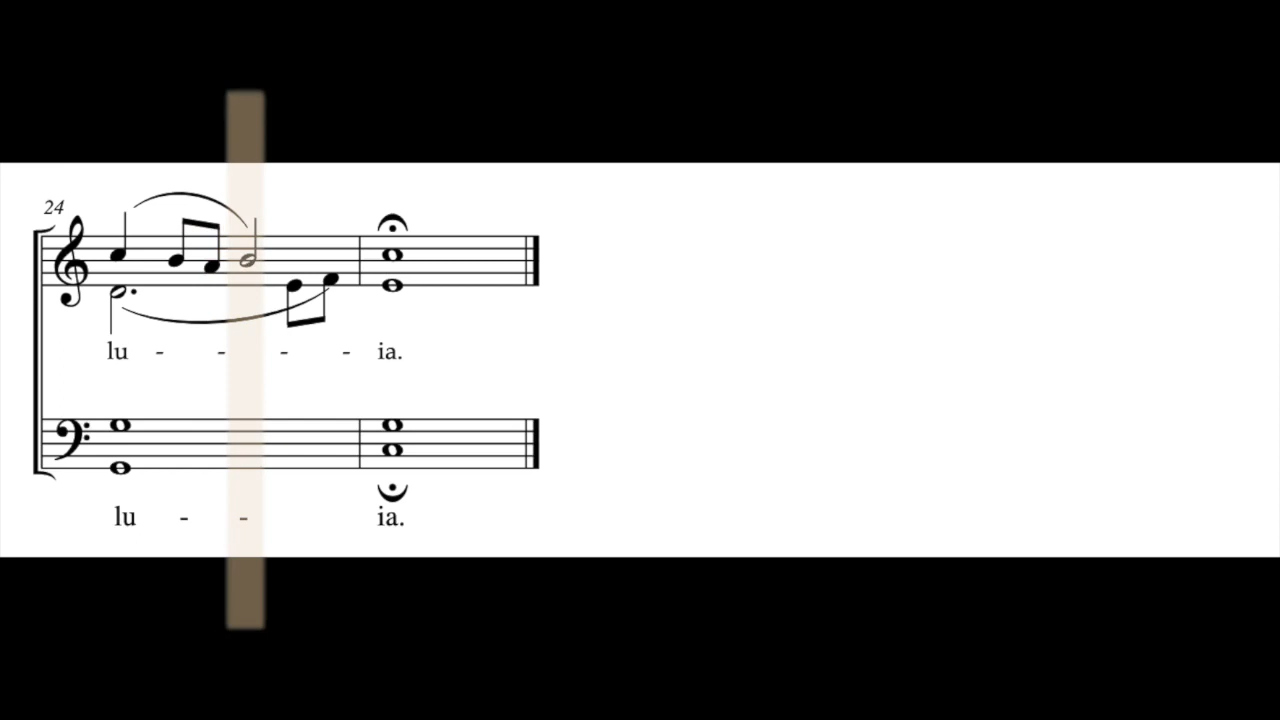 24
lu - - - - ia.
lu - - ia.